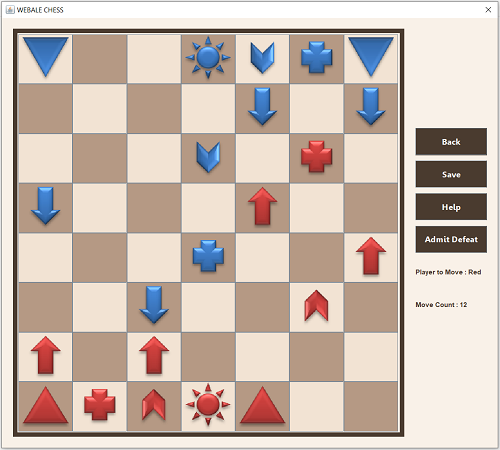 WEBALE CHESS
Back
Save
Help
Admit Defeat
Player to Move : Red
Move Count : 12